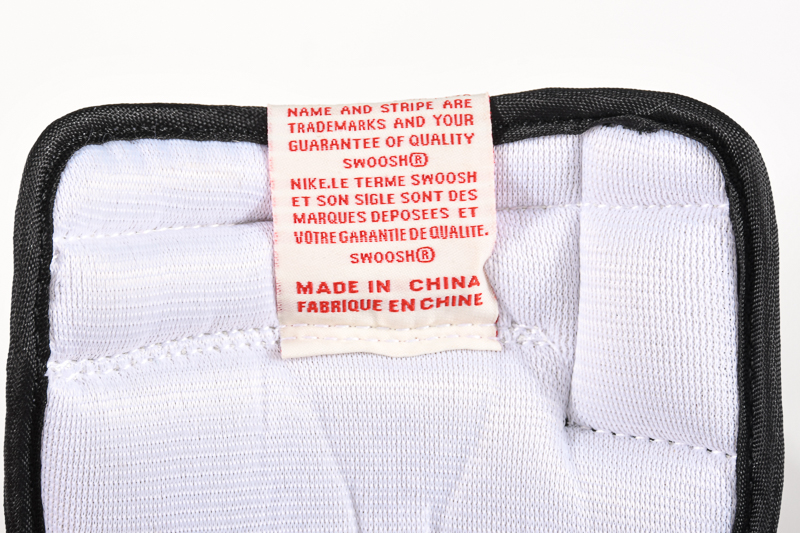 NAME AND STRIPE ARE
TRADEMARKS AND YOUR
GUARANTEE OF QUALITY
SWOOSH®
NIKE.LE TERME SWOOSH
ET SON SIGLE SONT DES
MARQUES DEPOSEES ET
VOTRE GARANTIE DE QUALITE.
SWOOSH®
MADE IN CHINA
FABRIQUE EN CHINE